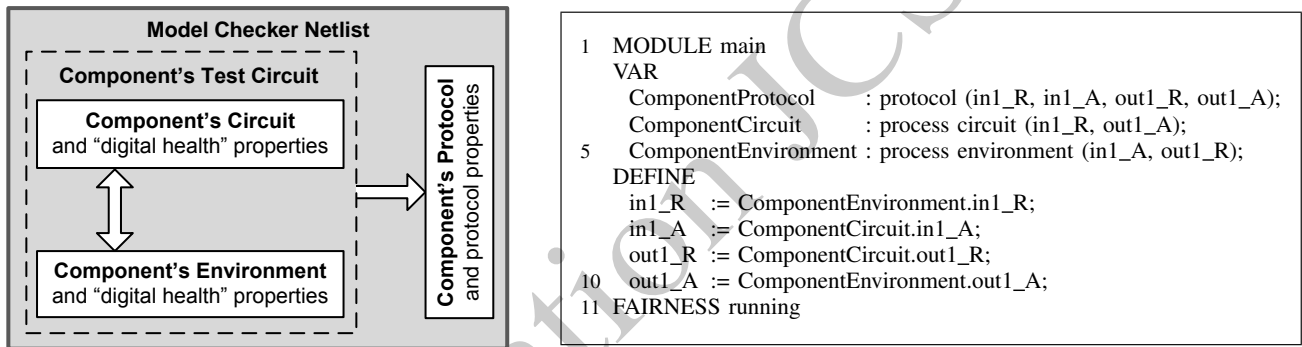 Model Checker Netlist
Component's Test Circuit
Component's Circuit
and "digital health" properties
Component's Environment
and "digital health" properties
Component's Protocol
and protocol properties
1 MODULE main
VAR
ComponentProtocol : protocol (in1_R, in1_A, out1_R, out1_A);
ComponentCircuit : process circuit (in1_R, out1_A);
5 ComponentEnvironment : process environment (in1_A, out1_R);
DEFINE
in1_R := ComponentEnvironment.in1_R;
in1_A := ComponentCircuit.in1_A;
out1_R := ComponentCircuit.out1_R;
10 out1_A := ComponentEnvironment.out1_A;
11 FAIRNESS running